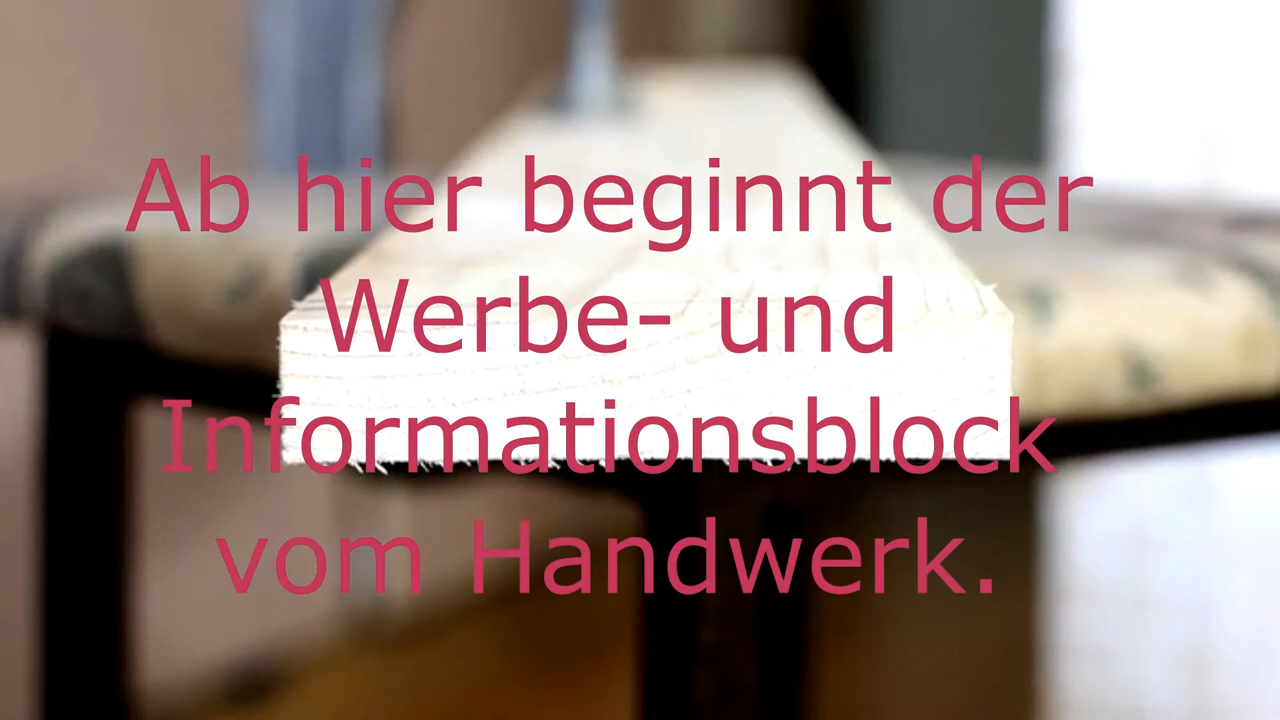 Ab hier beginnt der
Werbe- und
Informationsblock
vom Handwerk.